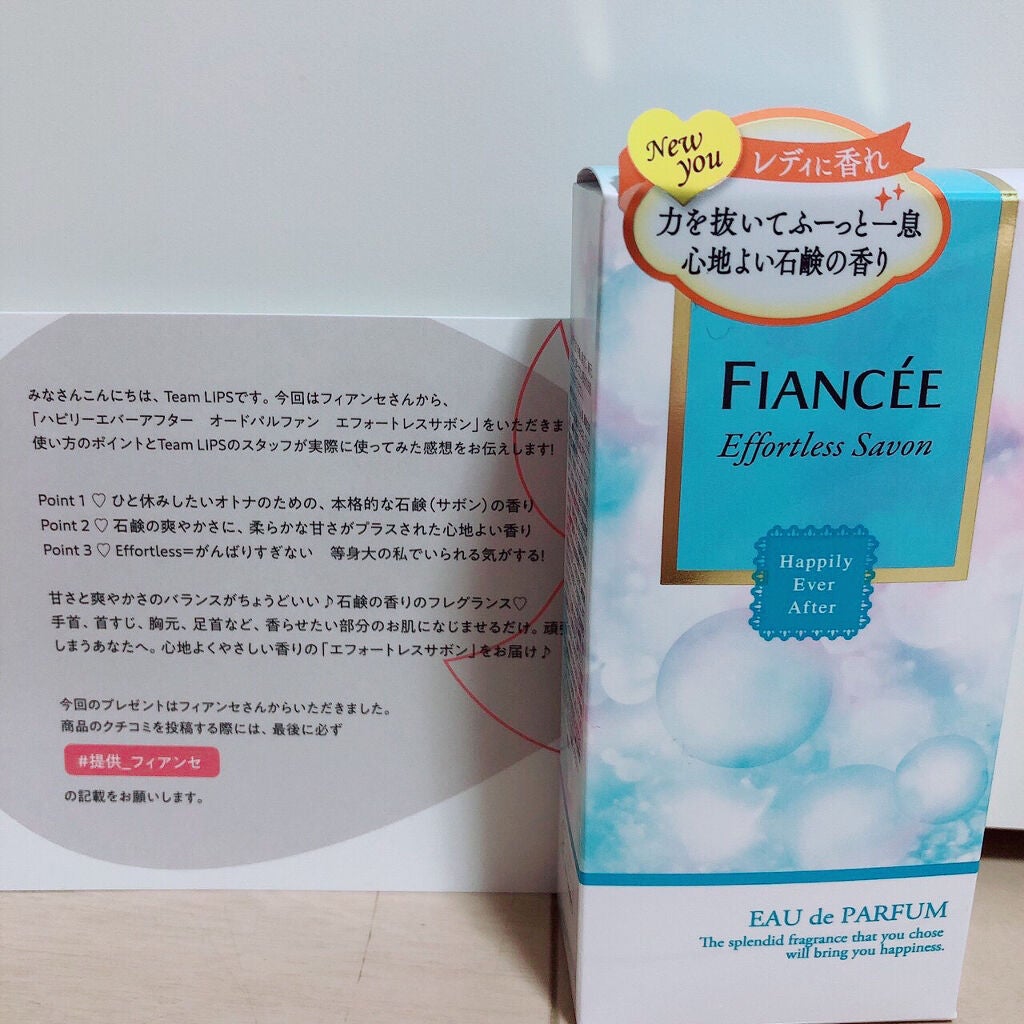 みなさんこんにちは、Team LIPSです。今回はフィアンセさんから、
「ハピリーエバーアフター　オードパルファン　エフォートレスサボン」をいただきま
使い方のポイントとTeam LIPSのスタッフが実際に使ってみた感想をお伝えします!
Point 1 ♡ ひと休みしたいオトナのための、本格的な石鹸(サボン)の香り
Point 2 ♡ 石鹸の爽やかさに、柔らかな甘さがプラスされた心地よい香り
Point 3 ♡ Effortless=がんばりすぎない　等身大の私でいられる気がする!
甘さと爽やかさのバランスがちょうどいい♪石鹸の香りのフレグランス♡
手首、首すじ、胸元、足首など、香らせたい部分のお肌になじませるだけ。頑
しまうあなたへ。心地よくやさしい香りの「エフォートレスサボン」をお届け♪
今回のプレゼントはフィアンセさんからいただきました。
商品のクチコミを投稿する際には、最後に必ず
#提供_フィアンセ
の記載をお願いします。
New
you
レディに香れ
力を抜いてふーっと一息
心地よい石鹸の香り
FIANCÉE
Effortless Savon
Happily
Ever
After
EAU de PARFUM
The splendid fragrance that you chose
will bring you happiness.